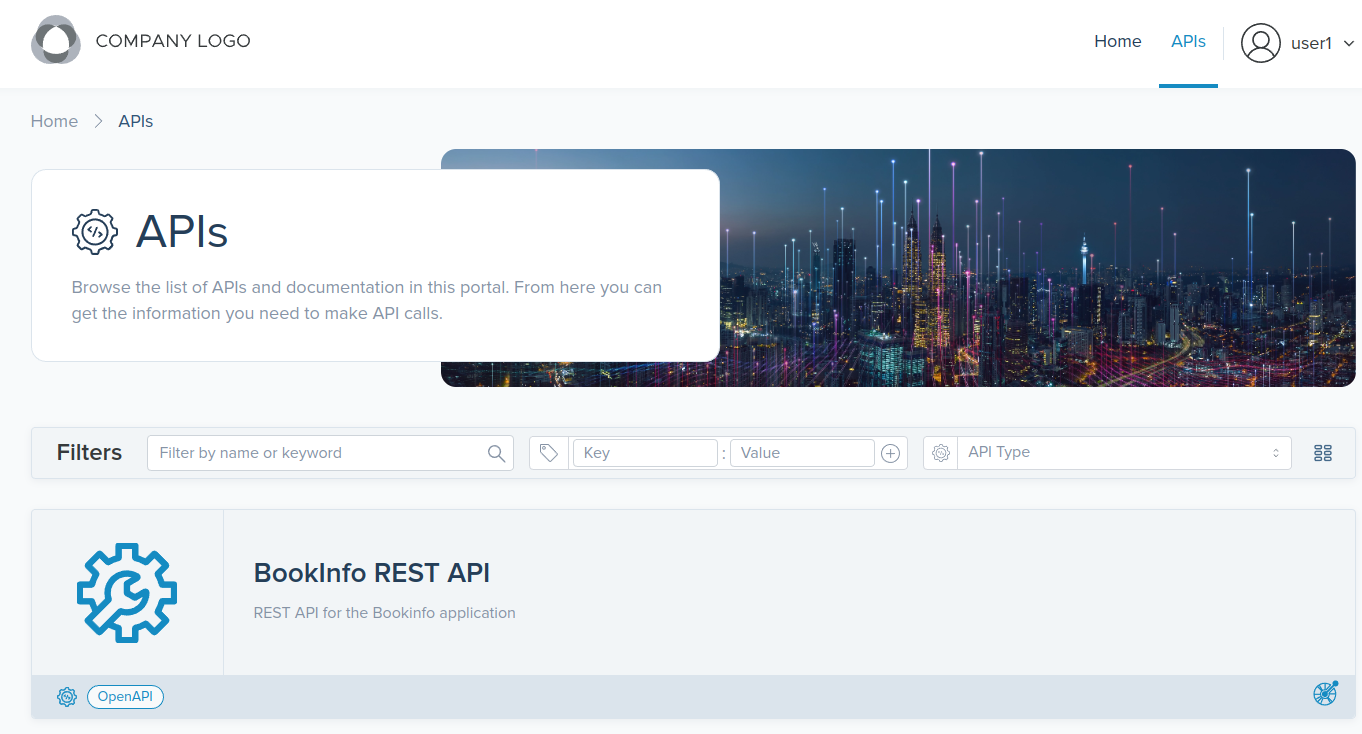 COMPANY LOGO
Home
APIs
user1
Home
APIs
APIs
Browse the list of APIs and documentation in this portal. From here you can
get the information you need to make API calls.
Filters
Filter by name or keyword
Key
:
Value
API Type
BookInfo REST API
REST API for the Bookinfo application
OpenAPI